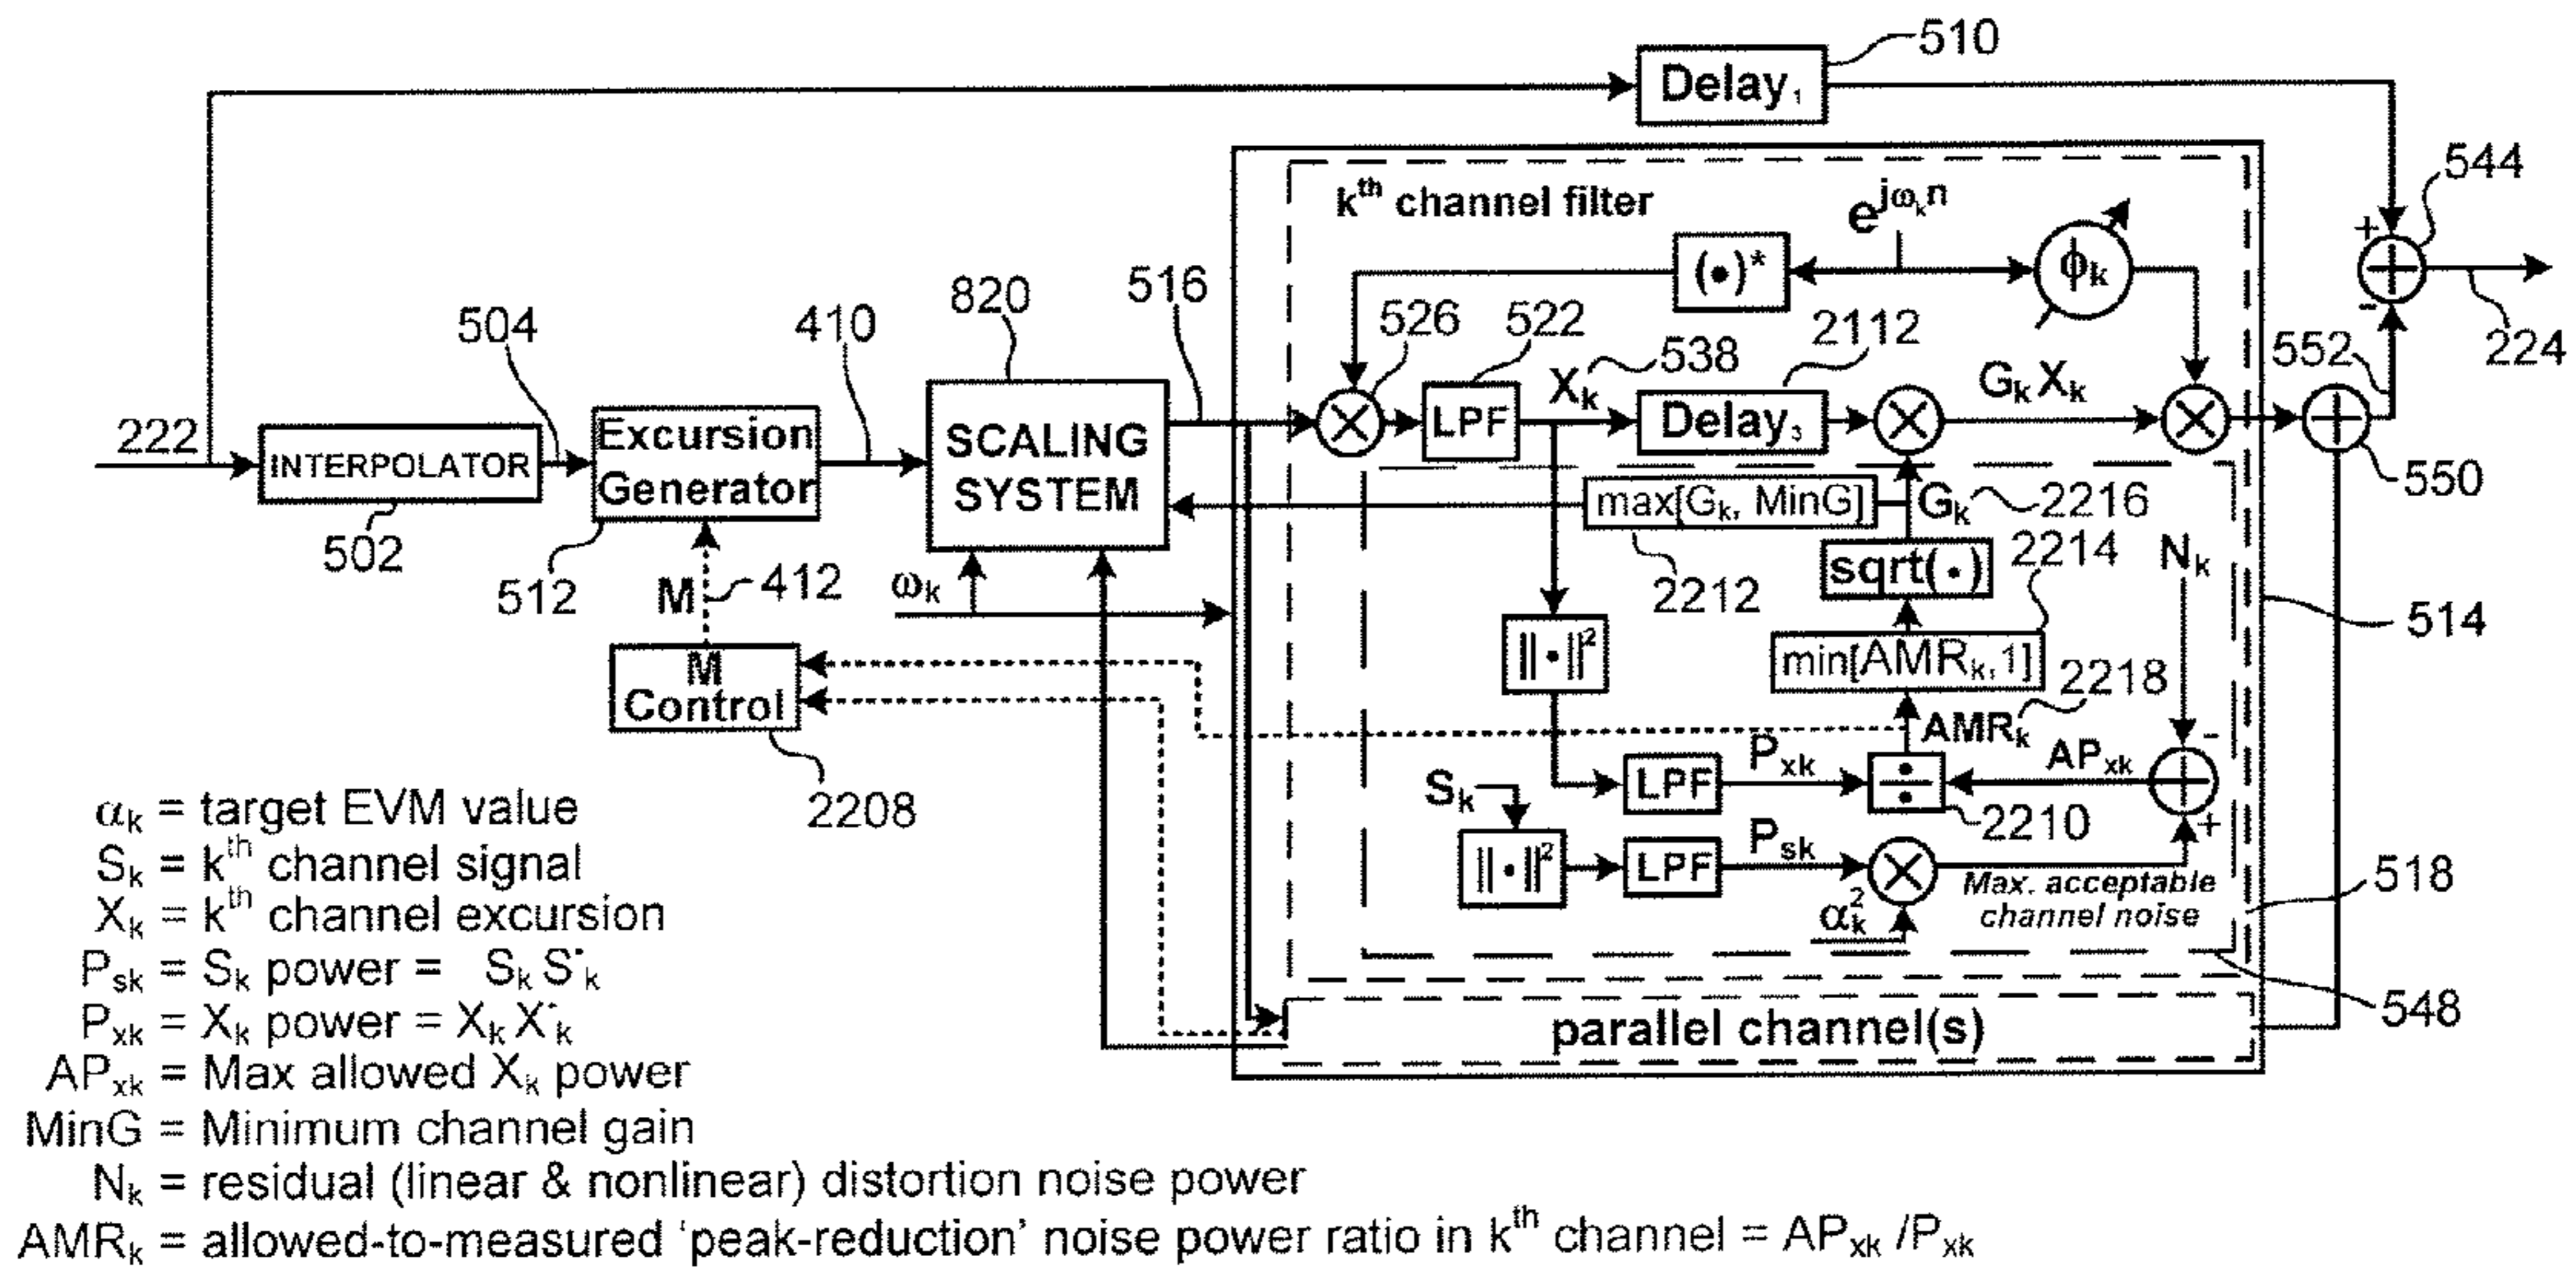 510
Delay₁
544
kᵗʰ channel filter
e^jωₖn
(•)*
ϕₖ
820
516
526
522
2112
504
410
Xₖ
538
GₖXₖ
552
224
222
INTERPOLATOR
Excursion
Generator
SCALING
SYSTEM
LPF
Delay₃
550
max[Gₖ, MinG]
Gₖ
2216
502
512
M
412
ωₖ
2212
sqrt(•)
2214
Nₖ
514
||•||²
min[AMRₖ,1]
2218
M
Control
2208
AMRₖ
-
LPF
Pₓₖ
÷
APₓₖ
2210
+
Sₖ
||•||²
LPF
Pₛₖ
αₖ²
Max. acceptable
channel noise
518
548
parallel channel(s)
+
-
αₖ = target EVM value
Sₖ = kᵗʰ channel signal
Xₖ = kᵗʰ channel excursion
Pₛₖ = Sₖ power = Sₖ S*ₖ
Pₓₖ = Xₖ power = Xₖ X*ₖ
APₓₖ = Max allowed Xₖ power
MinG = Minimum channel gain
Nₖ = residual (linear & nonlinear) distortion noise power
AMRₖ = allowed-to-measured ‘peak-reduction’ noise power ratio in kᵗʰ channel = APₓₖ /Pₓₖ